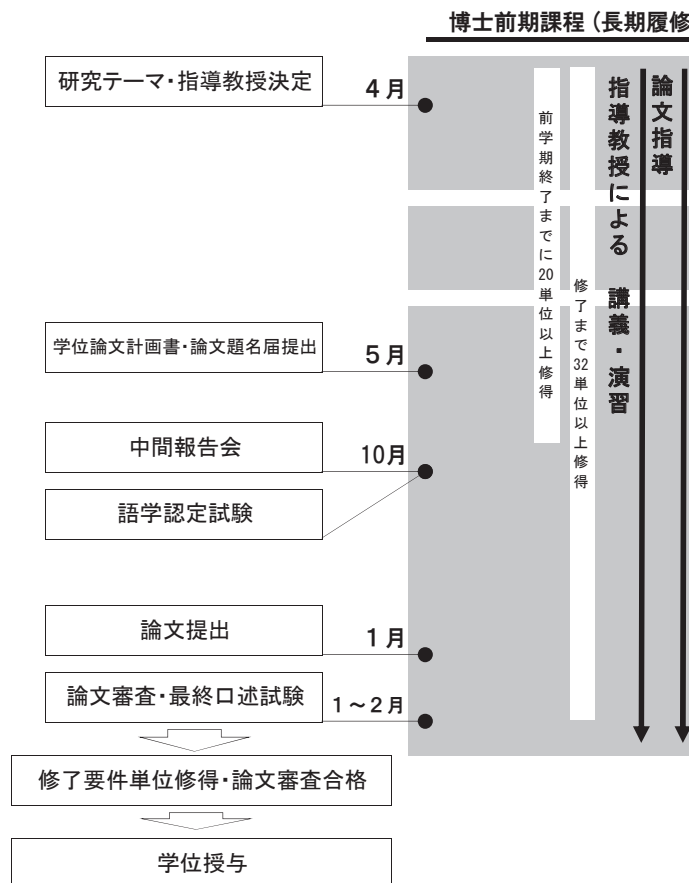 博士前期課程（長期履修
研究テーマ・指導教授決定
4月
学位論文計画書・論文題名届提出
5月
中間報告会
10月
語学認定試験
論文提出
1月
論文審査・最終口述試験
1～2月
修了要件単位修得・論文審査合格
学位授与
前学期終了までに20単位以上修得
修了まで32単位以上修得
指導教授による 講義・演習
論文指導